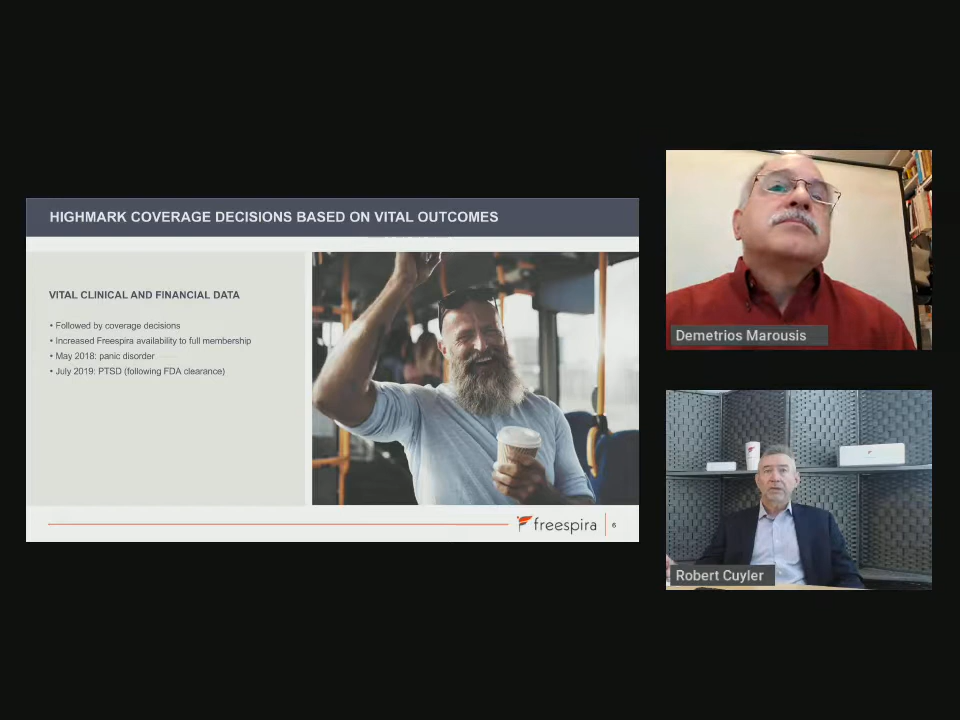 HIGHMARK COVERAGE DECISIONS BASED ON VITAL OUTCOMES
VITAL CLINICAL AND FINANCIAL DATA
• Followed by coverage decisions
• Increased Freespira availability to full membership
• May 2018: panic disorder
• July 2019: PTSD (following FDA clearance)
freespira
6
Demetrios Marousis
Robert Cuyler